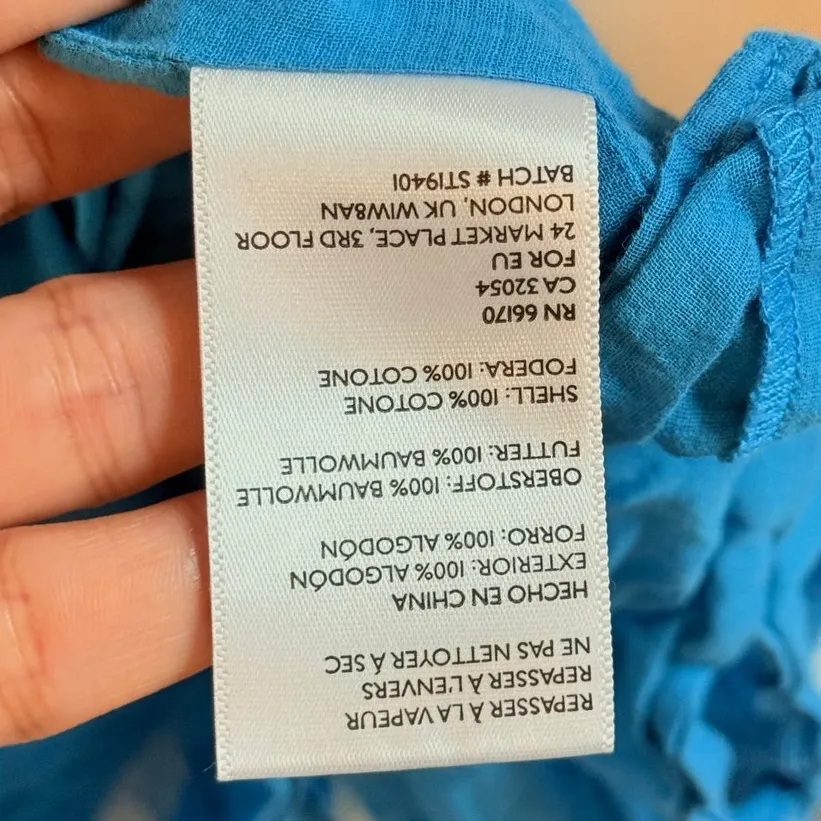 REPASSER À LA VAPEUR
REPASSER À L'ENVERS
NE PAS NETTOYER À SEC
HECHO EN CHINA
EXTERIOR: 100% ALGODÓN
FORRO: 100% ALGODÓN
OBERSTOFF: 100% BAUMWOLLE
FUTTER: 100% BAUMWOLLE
SHELL: 100% COTONE
FODERA: 100% COTONE
RN 66170
CA 32054
FOR EU
24 MARKET PLACE, 3RD FLOOR
LONDON, UK W1W8AN
BATCH # ST19401